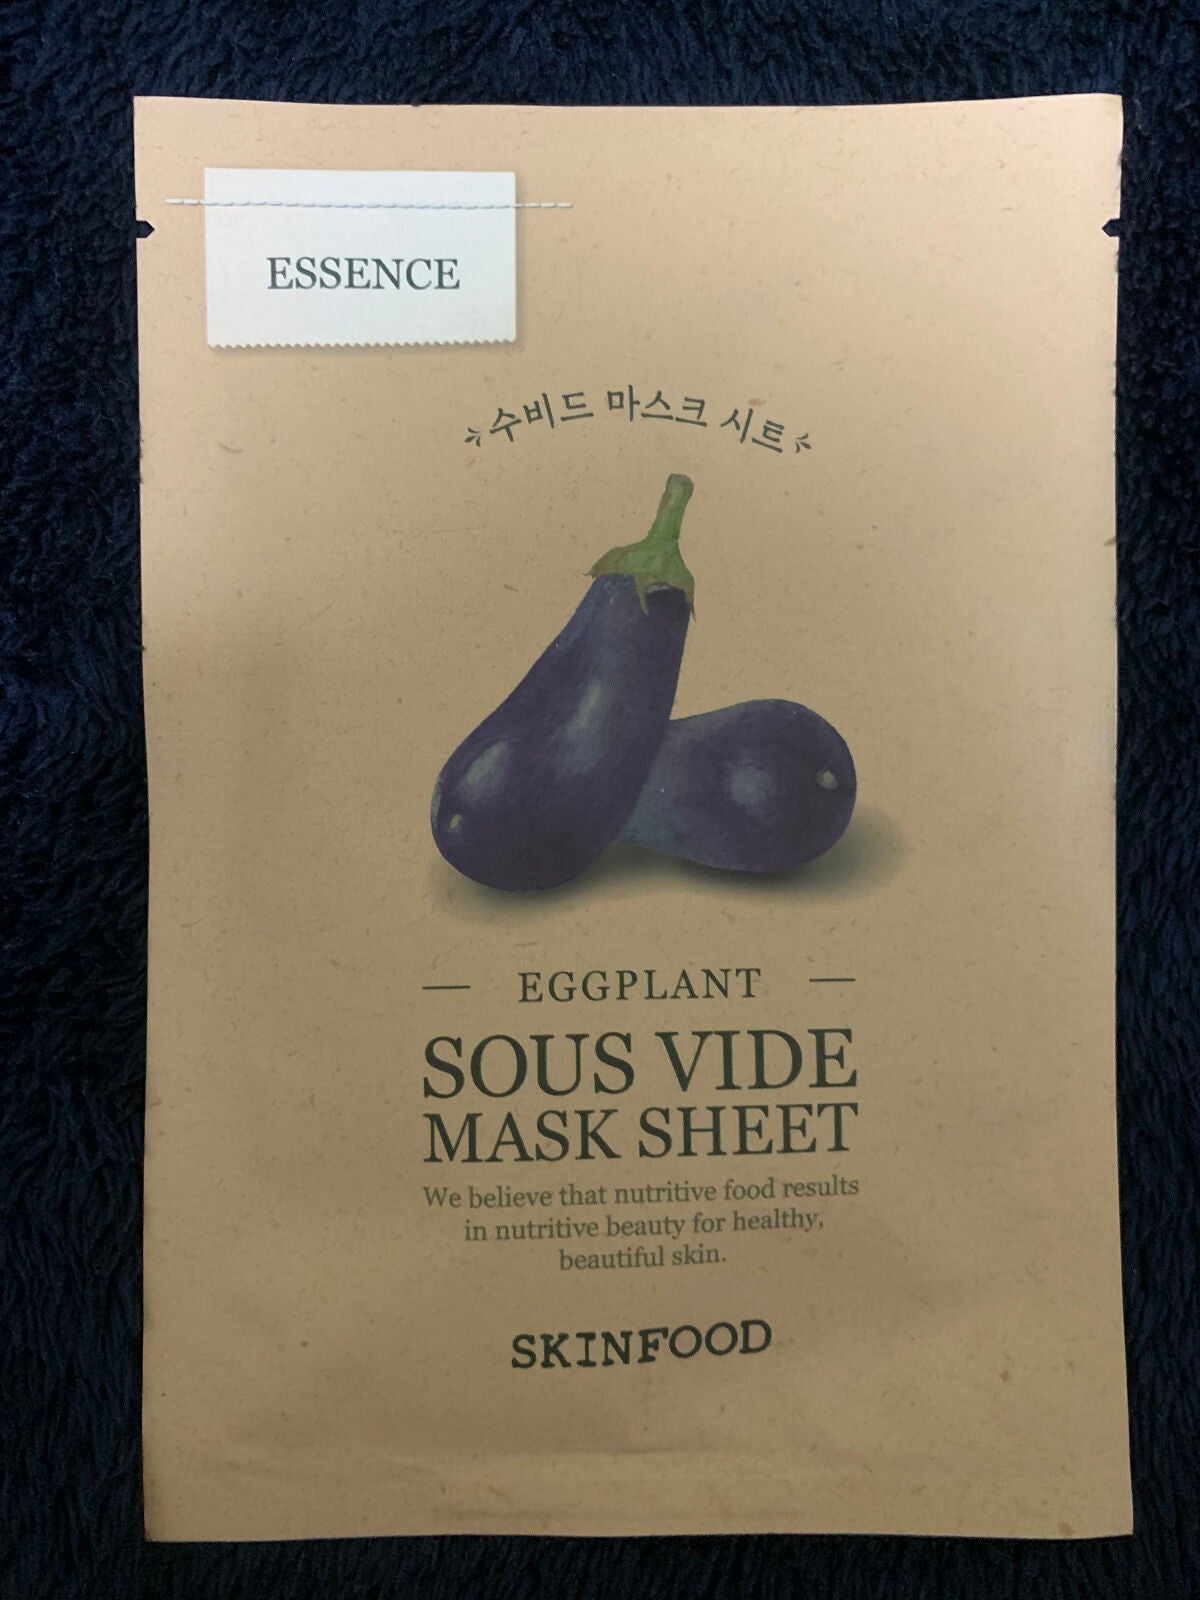 ESSENCE
수비드 마스크 시트
EGGPLANT
SOUS VIDE
MASK SHEET
We believe that nutritive food results
in nutritive beauty for healthy,
beautiful skin.
SKINFOOD